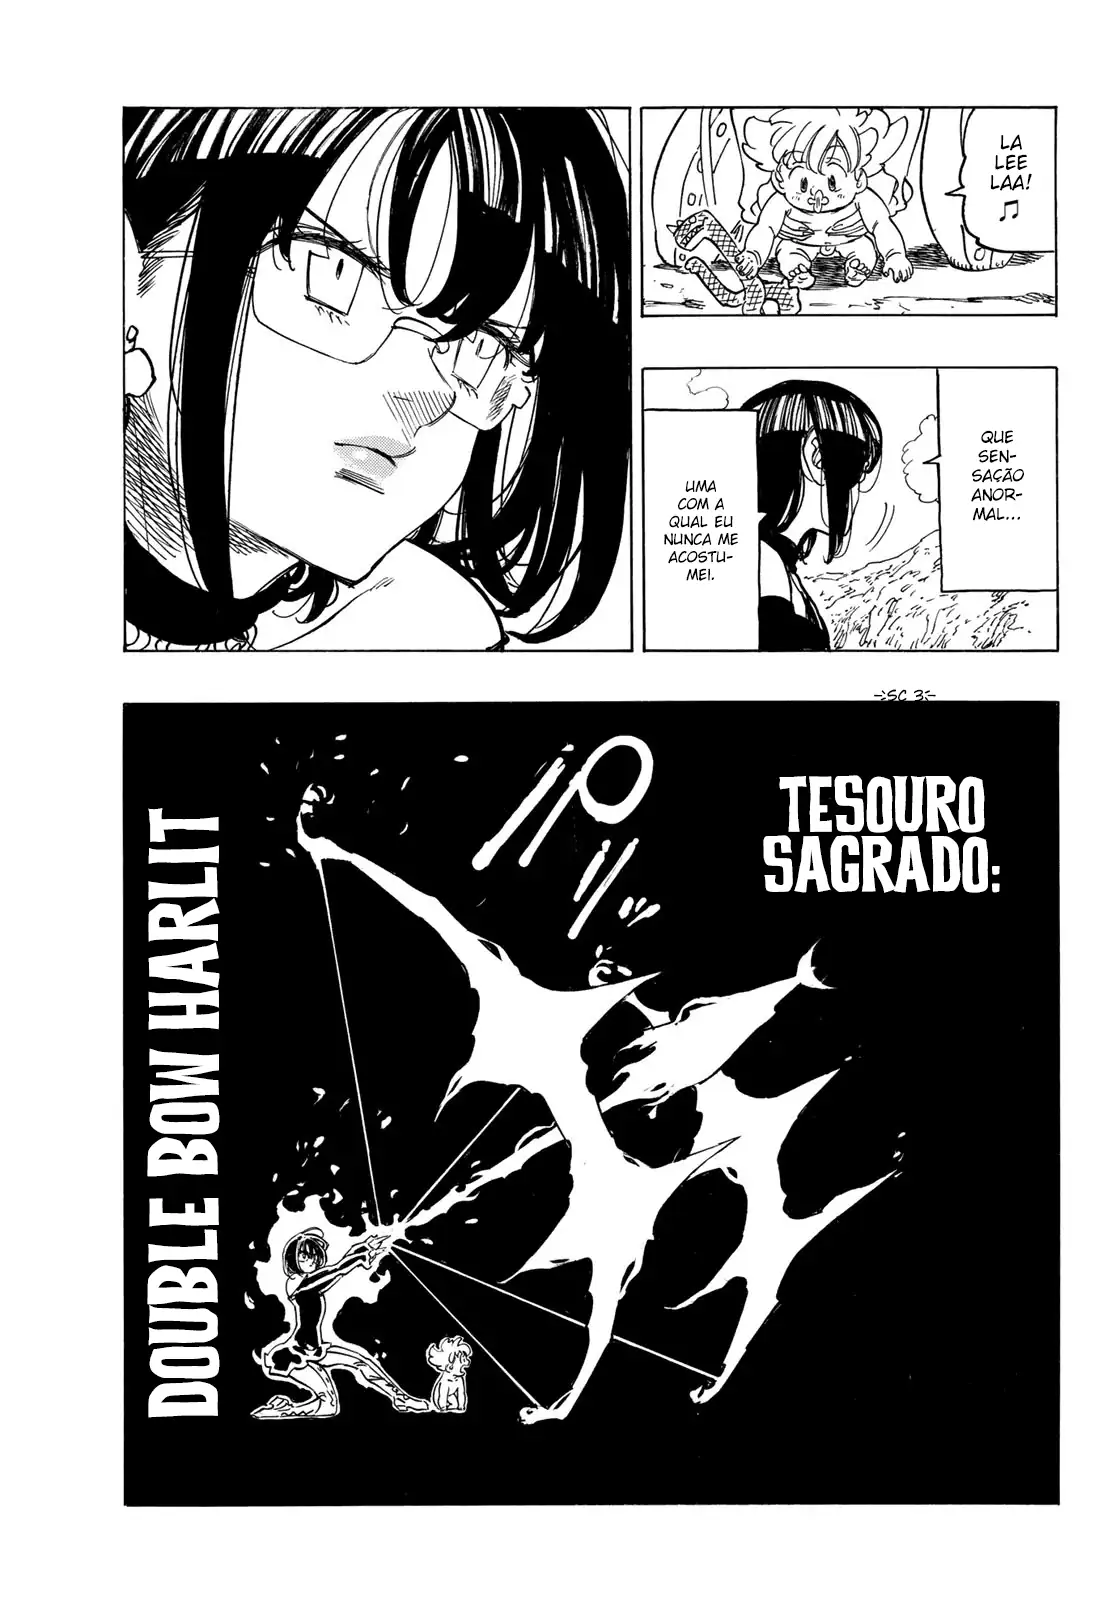 LA
LEE
LAA!
♫
QUE
SEN-
SAÇÃO
ANOR-
MAL...
UMA
COM A
QUAL EU
NUNCA ME
ACOSTU-
MEI.
SC 3
TESOURO
SAGRADO:
DOUBLE BOW HARLIT